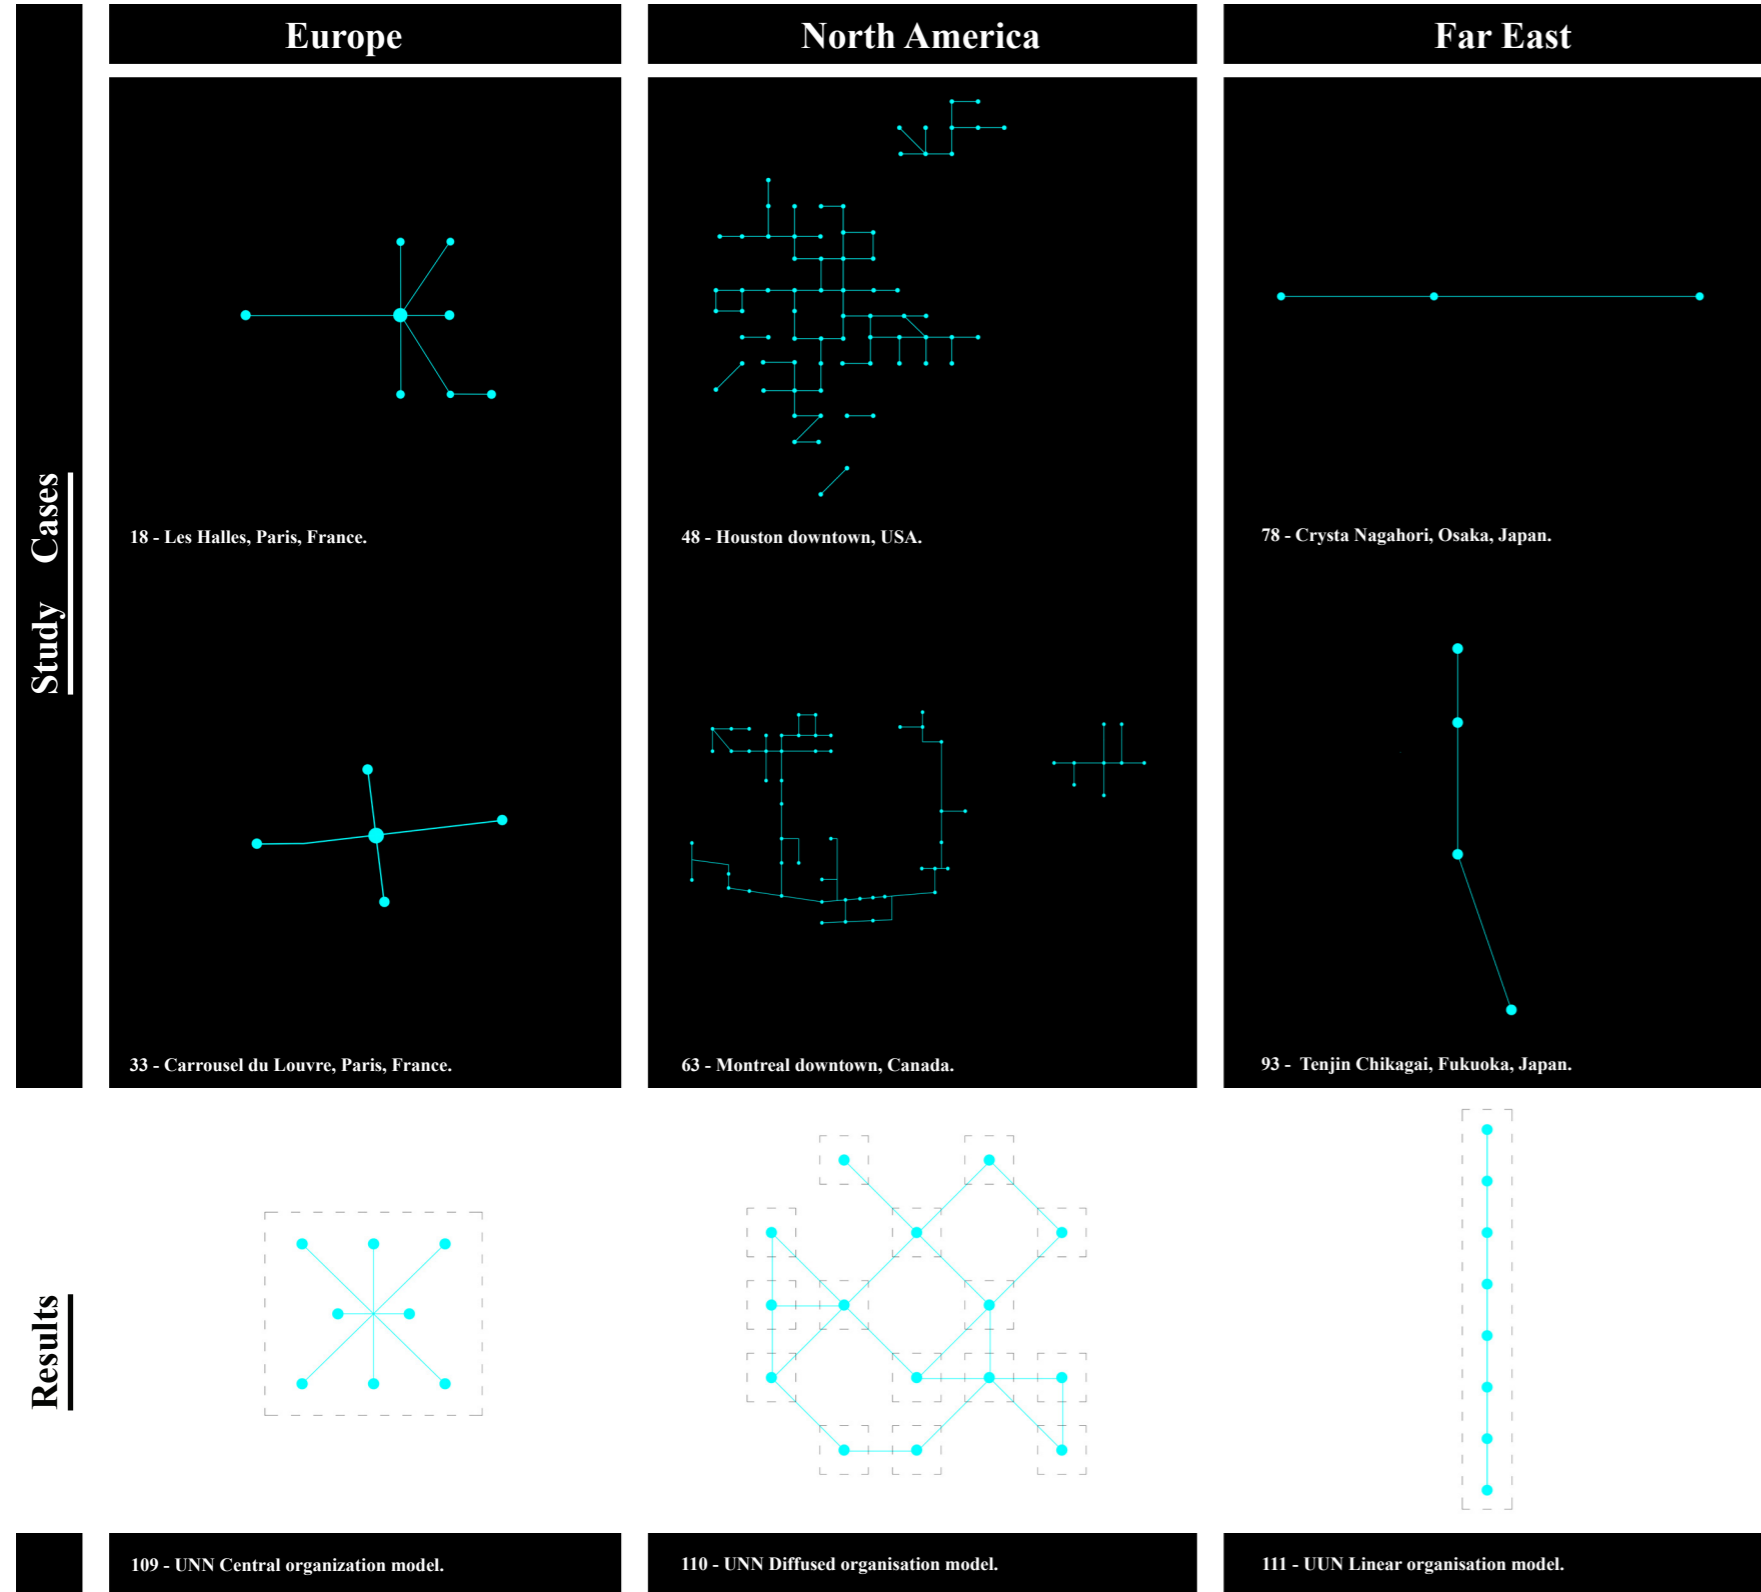 Europe
North America
Far East
Study Cases
18 - Les Halles, Paris, France.
48 - Houston downtown, USA.
78 - Crysta Nagahori, Osaka, Japan.
33 - Carrousel du Louvre, Paris, France.
63 - Montreal downtown, Canada.
93 - Tenjin Chikagai, Fukuoka, Japan.
Results
109 - UNN Central organization model.
110 - UNN Diffused organisation model.
111 - UUN Linear organisation model.